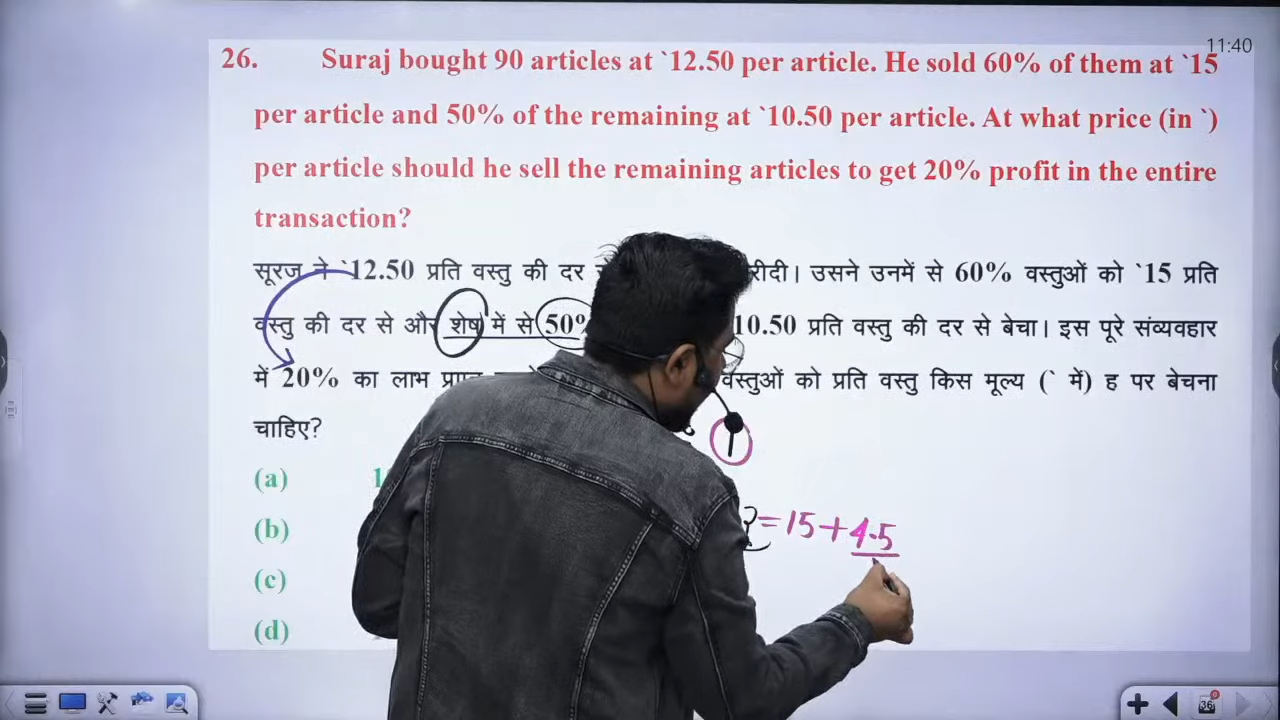 11:40
26. Suraj bought 90 articles at `12.50 per article. He sold 60% of them at `15
per article and 50% of the remaining at `10.50 per article. At what price (in `)
per article should he sell the remaining articles to get 20% profit in the entire
transaction?
सूरज ने `12.50 प्रति वस्तु की दर रीदी। उसने उनमें से 60% वस्तुओं को `15 प्रति
वस्तु की दर से और शेष में से 50% 10.50 प्रति वस्तु की दर से बेचा। इस पूरे संव्यवहार
में 20% का लाभ वस्तुओं को प्रति वस्तु किस मूल्य (` में) ह पर बेचना
चाहिए?
(a)
(b)
=15+4.5
(c)
(d)
36